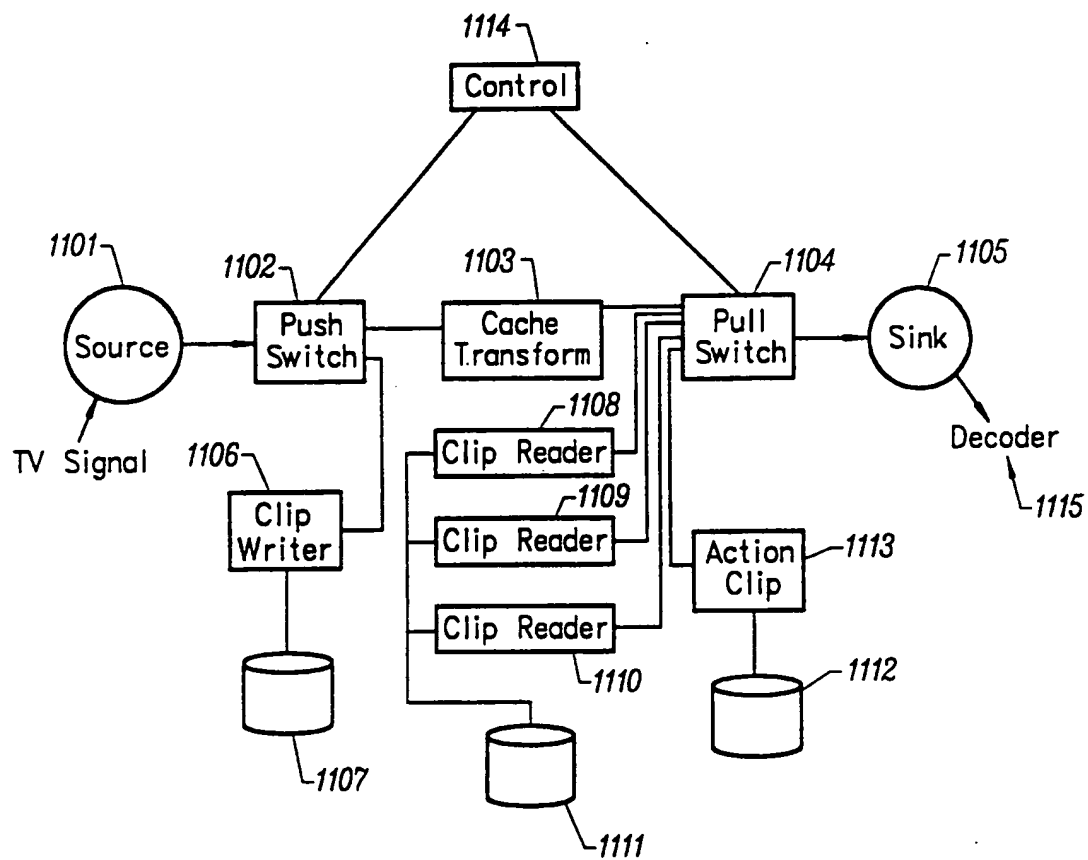 1114
Control
1101
1102
1103
1104
1105
Source
Push
Switch
Cache
Transform
Pull
Switch
Sink
TV Signal
1106
Clip
Writer
1108
Clip Reader
1109
Clip Reader
Clip Reader
1110
Decoder
1115
Action
Clip
1113
1107
1111
1112